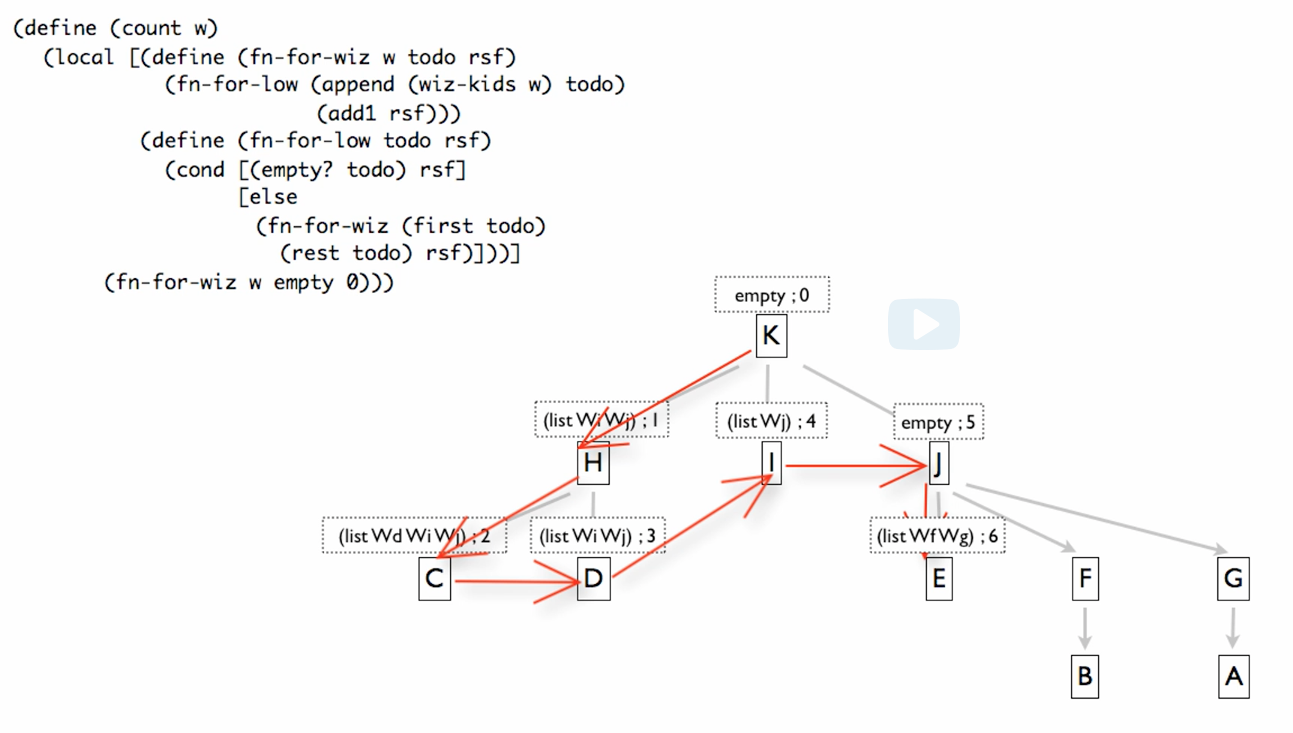 (define (count w)
(local [(define (fn-for-wiz w todo rsf)
(fn-for-low (append (wiz-kids w) todo)
(add1 rsf)))
(define (fn-for-low todo rsf)
(cond [(empty? todo) rsf]
[else
(fn-for-wiz (first todo)
(rest todo) rsf)]))]
(fn-for-wiz w empty 0)))
empty ; 0
K
(list Wi Wj) ; 1
(list Wj) ; 4
empty ; 5
H
I
J
(list Wd Wi Wj) ; 2
(list Wi Wj) ; 3
(list Wf Wg) ; 6
C
D
E
F
G
B
A